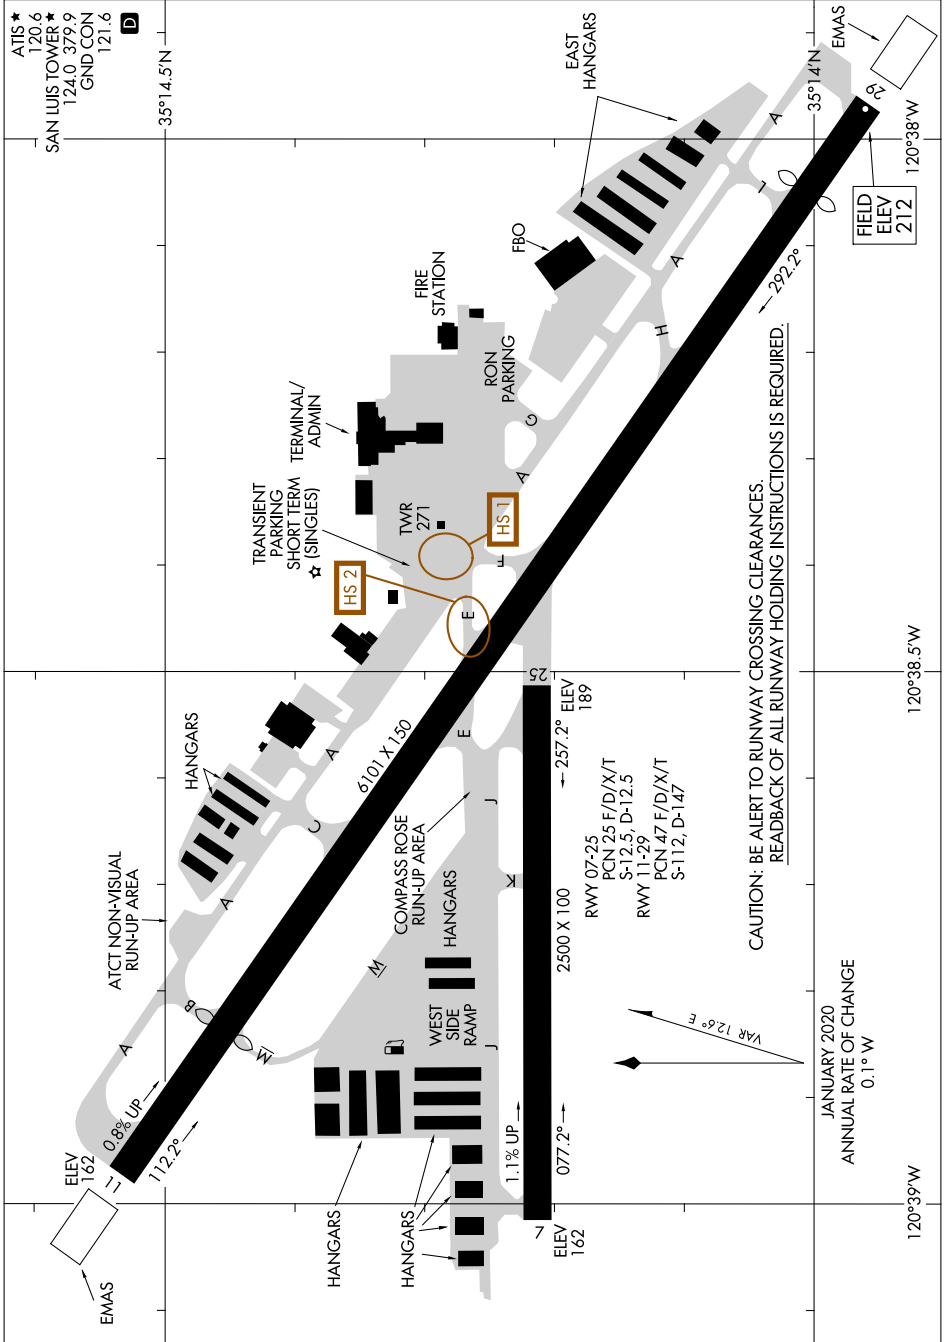 ATIS ★
120.6
SAN LUIS TOWER ★
124.0 379.9
GND CON
121.6
D
35°14.5'N
35°14'N
EMAS
29
120°38'W
FIELD
ELEV
212
EAST
HANGARS
A
L
292.2°
FBO
A
H
FIRE
STATION
RON
PARKING
G
A
TERMINAL/
ADMIN
TRANSIENT
PARKING
SHORT TERM
(SINGLES)
TWR
271
HS 1
HS 2
F
E
25
ELEV
189
120°38.5'W
HANGARS
A
C
6101 X 150
E
J
257.2°
COMPASS ROSE
RUN-UP AREA
K
RWY 07-25
PCN 25 F/D/X/T
S-12.5, D-12.5
RWY 11-29
PCN 47 F/D/X/T
S-112, D-147
CAUTION: BE ALERT TO RUNWAY CROSSING CLEARANCES.
READBACK OF ALL RUNWAY HOLDING INSTRUCTIONS IS REQUIRED.
ATCT NON-VISUAL
RUN-UP AREA
A
HANGARS
M
2500 X 100
B
A
M
WEST
SIDE
RAMP
J
VAR 12.6° E
JANUARY 2020
ANNUAL RATE OF CHANGE
0.1° W
0.8% UP
112.2°
ELEV
162
11
1.1% UP
077.2°
7
ELEV
162
120°39'W
HANGARS
HANGARS
EMAS